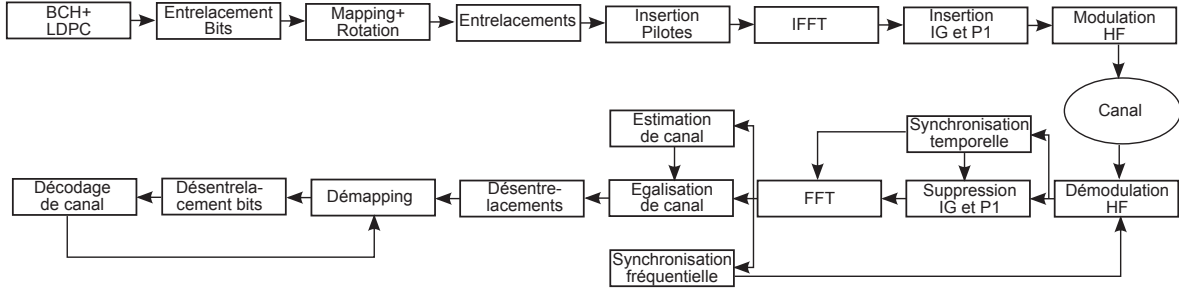 BCH+
LDPC
Entrelacement
Bits
Mapping+
Rotation
Entrelacements
Insertion
Pilotes
IFFT
Insertion
IG et P1
Modulation
HF
Canal
Estimation
de canal
Synchronisation
temporelle
Décodage
de canal
Désentrela-
cement bits
Démapping
Désentre-
lacements
Egalisation
de canal
FFT
Suppression
IG et P1
Démodulation
HF
Synchronisation
fréquentielle